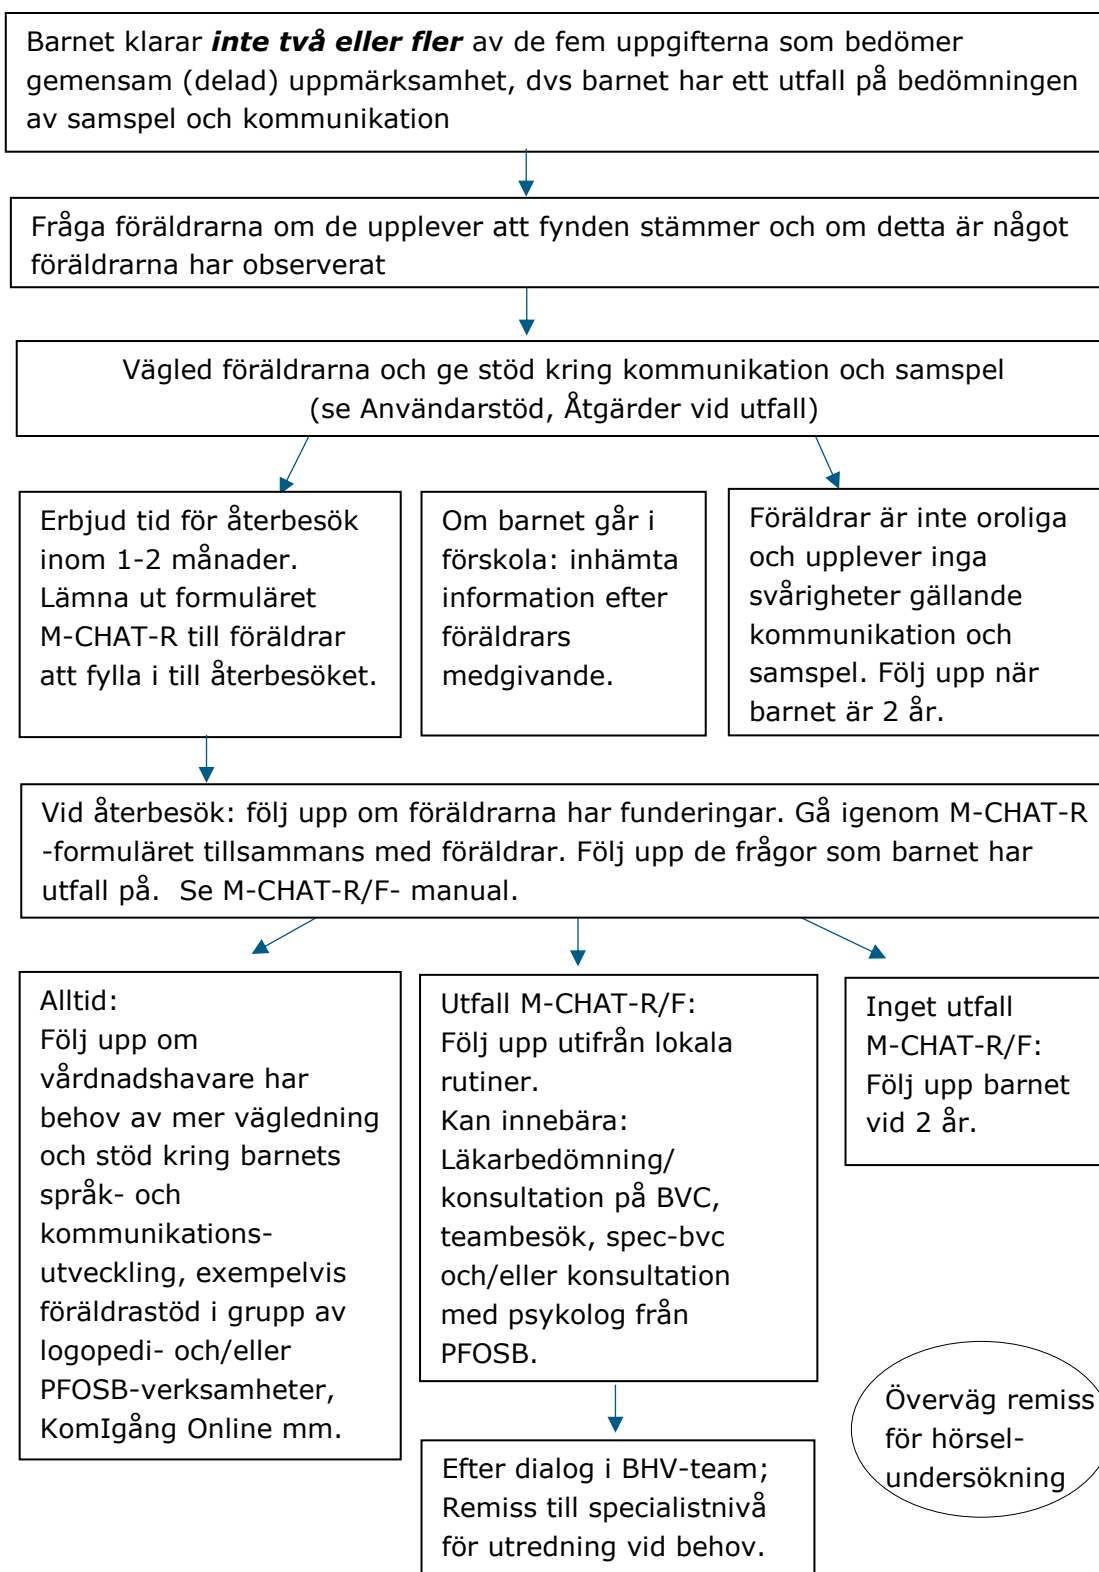 Barnet klarar inte två eller fler av de fem uppgifterna som bedömer
gemensam (delad) uppmärksamhet, dvs barnet har ett utfall på bedömningen
av samspel och kommunikation
Fråga föräldrarna om de upplever att fynden stämmer och om detta är något
föräldrarna har observerat
Vägled föräldrarna och ge stöd kring kommunikation och samspel
(se Användarstöd, Åtgärder vid utfall)
Erbjud tid för återbesök
inom 1-2 månader.
Lämna ut formuläret
M-CHAT-R till föräldrar
att fylla i till återbesöket.
Om barnet går i
förskola: inhämta
information efter
föräldrars
medgivande.
Föräldrar är inte oroliga
och upplever inga
svårigheter gällande
kommunikation och
samspel. Följ upp när
barnet är 2 år.
Vid återbesök: följ upp om föräldrarna har funderingar. Gå igenom M-CHAT-R
-formuläret tillsammans med föräldrar. Följ upp de frågor som barnet har
utfall på.  Se M-CHAT-R/F- manual.
Alltid:
Följ upp om
vårdnadshavare har
behov av mer vägledning
och stöd kring barnets
språk- och
kommunikations-
utveckling, exempelvis
föräldrastöd i grupp av
logopedi- och/eller
PFOSB-verksamheter,
KomIgång Online mm.
Utfall M-CHAT-R/F:
Följ upp utifrån lokala
rutiner.
Kan innebära:
Läkarbedömning/
konsultation på BVC,
teambesök, spec-bvc
och/eller konsultation
med psykolog från
PFOSB.
Inget utfall
M-CHAT-R/F:
Följ upp barnet
vid 2 år.
Efter dialog i BHV-team;
Remiss till specialistnivå
för utredning vid behov.
Överväg remiss
för hörsel-
undersökning